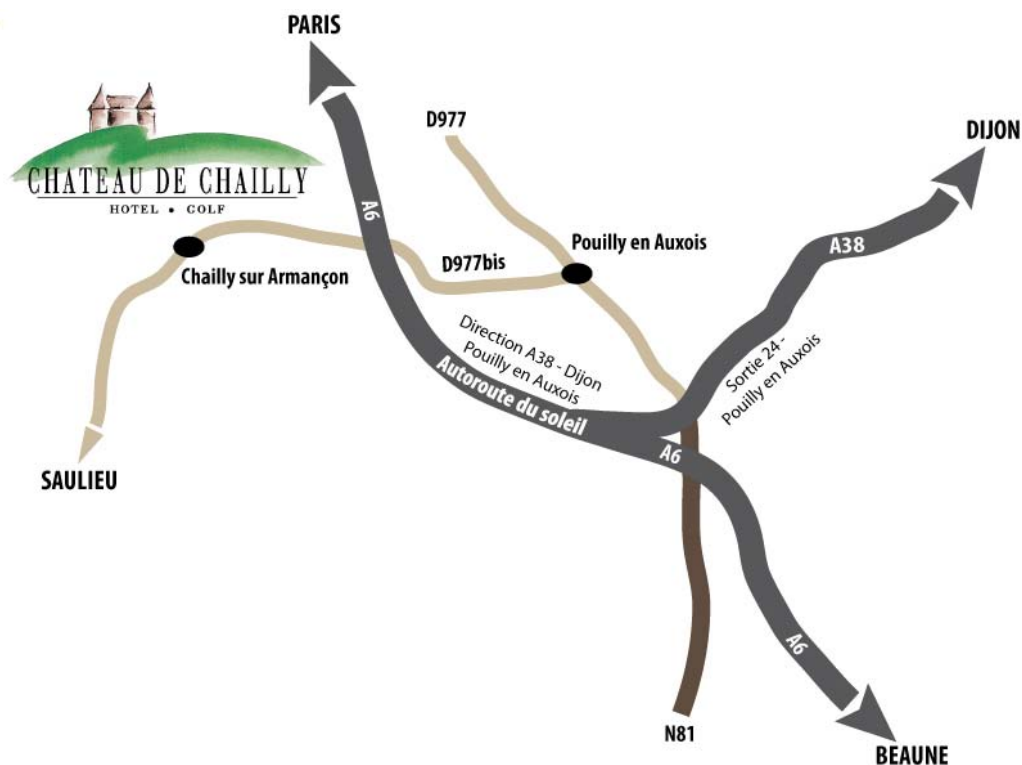 PARIS
D977
DIJON
CHATEAU DE CHAILLY
HOTEL • GOLF
A6
A38
Pouilly en Auxois
D977bis
Chailly sur Armançon
Direction A38 - Dijon
Pouilly en Auxois
Sortie 24 -
Pouilly en Auxois
Autoroute du soleil
A6
SAULIEU
A6
N81
BEAUNE